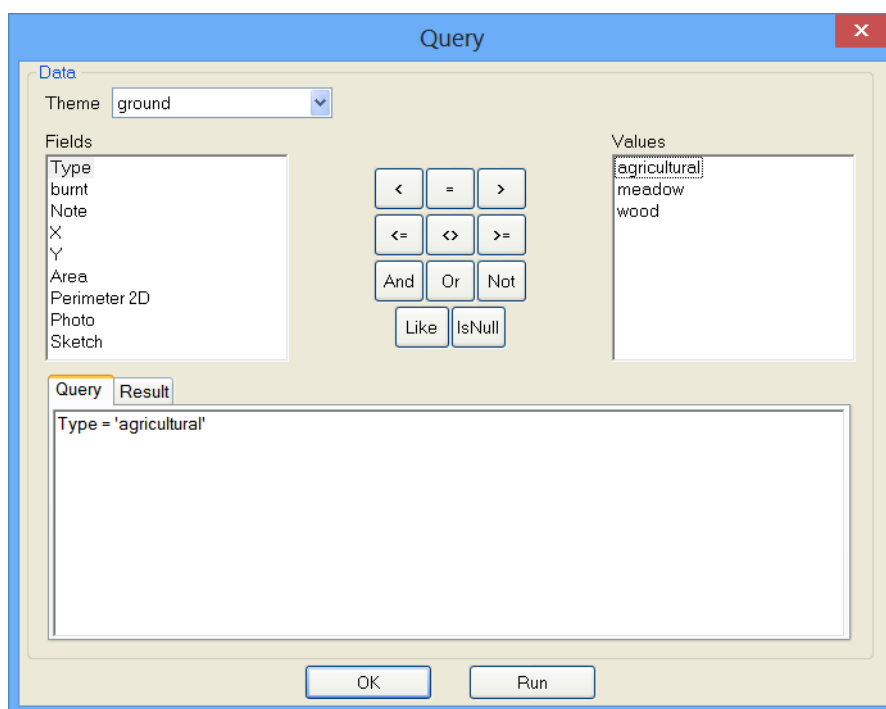 Query
x
Data
Theme ground
Fields
Type
burnt
Note
X
Y
Area
Perimeter 2D
Photo
Sketch
< = >
<= <> >=
And Or Not
Like IsNull
Values
agricultural
meadow
wood
Query Result
Type = 'agricultural'
OK Run